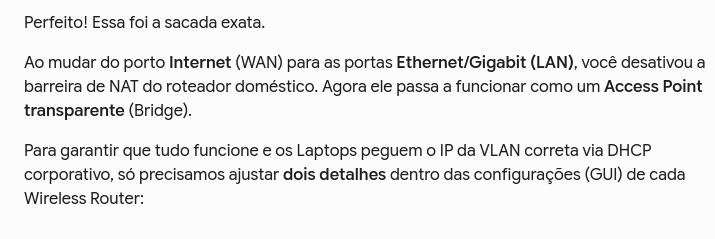 Perfeito! Essa foi a sacada exata.
Ao mudar do porto Internet (WAN) para as portas Ethernet/Gigabit (LAN), você desativou a
barreira de NAT do roteador doméstico. Agora ele passa a funcionar como um Access Point
transparente (Bridge).
Para garantir que tudo funcione e os Laptops peguem o IP da VLAN correta via DHCP
corporativo, só precisamos ajustar dois detalhes dentro das configurações (GUI) de cada
Wireless Router: